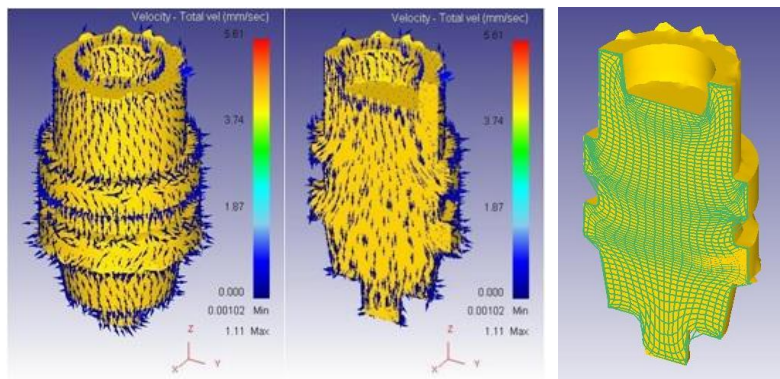 Velocity - Total vel (mm/sec)
5.61
3.74
1.87
0.000
0.00102 Min
1.11 Max
Z
X
Y
Velocity - Total vel (mm/sec)
5.61
3.74
1.87
0.000
0.00102 Min
1.11 Max
Z
X
Y